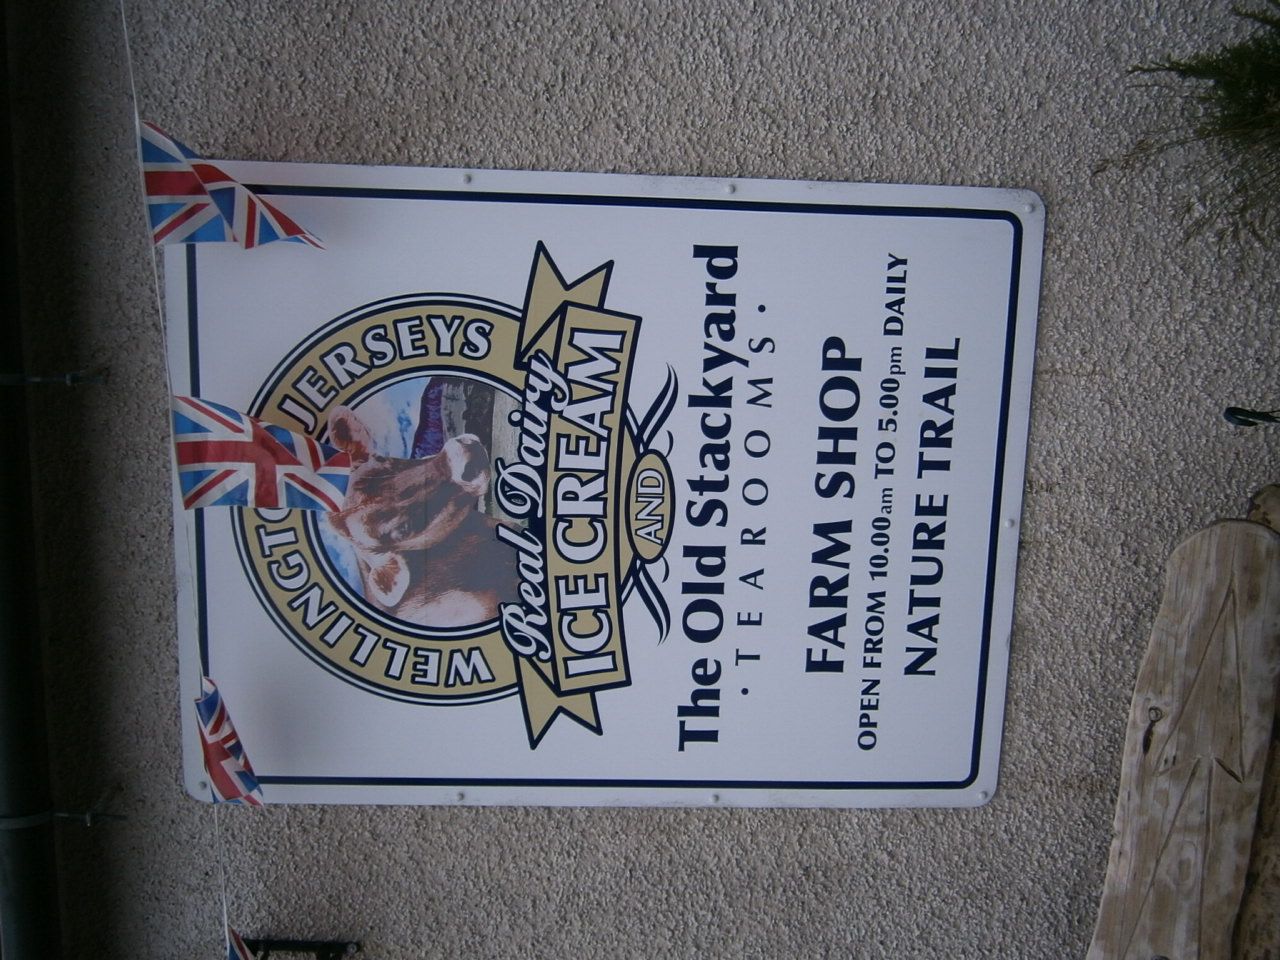 JERSEYS
Real Dairy
ICE CREAM
AND
The Old Stackyard
· TEAROOMS ·
FARM SHOP
OPEN FROM 10.00am TO 5.00pm DAILY
NATURE TRAIL